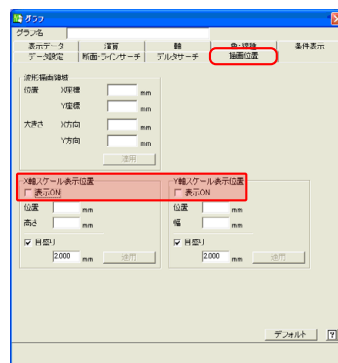 グラフ
グラフ名
表示データ 演算 軸 色・線種 条件表示
データ設定 断面・ラインサーチ デルタサーチ 描画位置
波形描画領域
位置 X座標 mm
Y座標 mm
大きさ X方向 mm
Y方向 mm
適用
X軸スケール表示位置 Y軸スケール表示位置
表示ON 表示ON
位置 mm 位置 mm
高さ mm 幅 mm
目盛り 目盛り
2.000 mm 適用 2.000 mm 適用
デフォルト ?